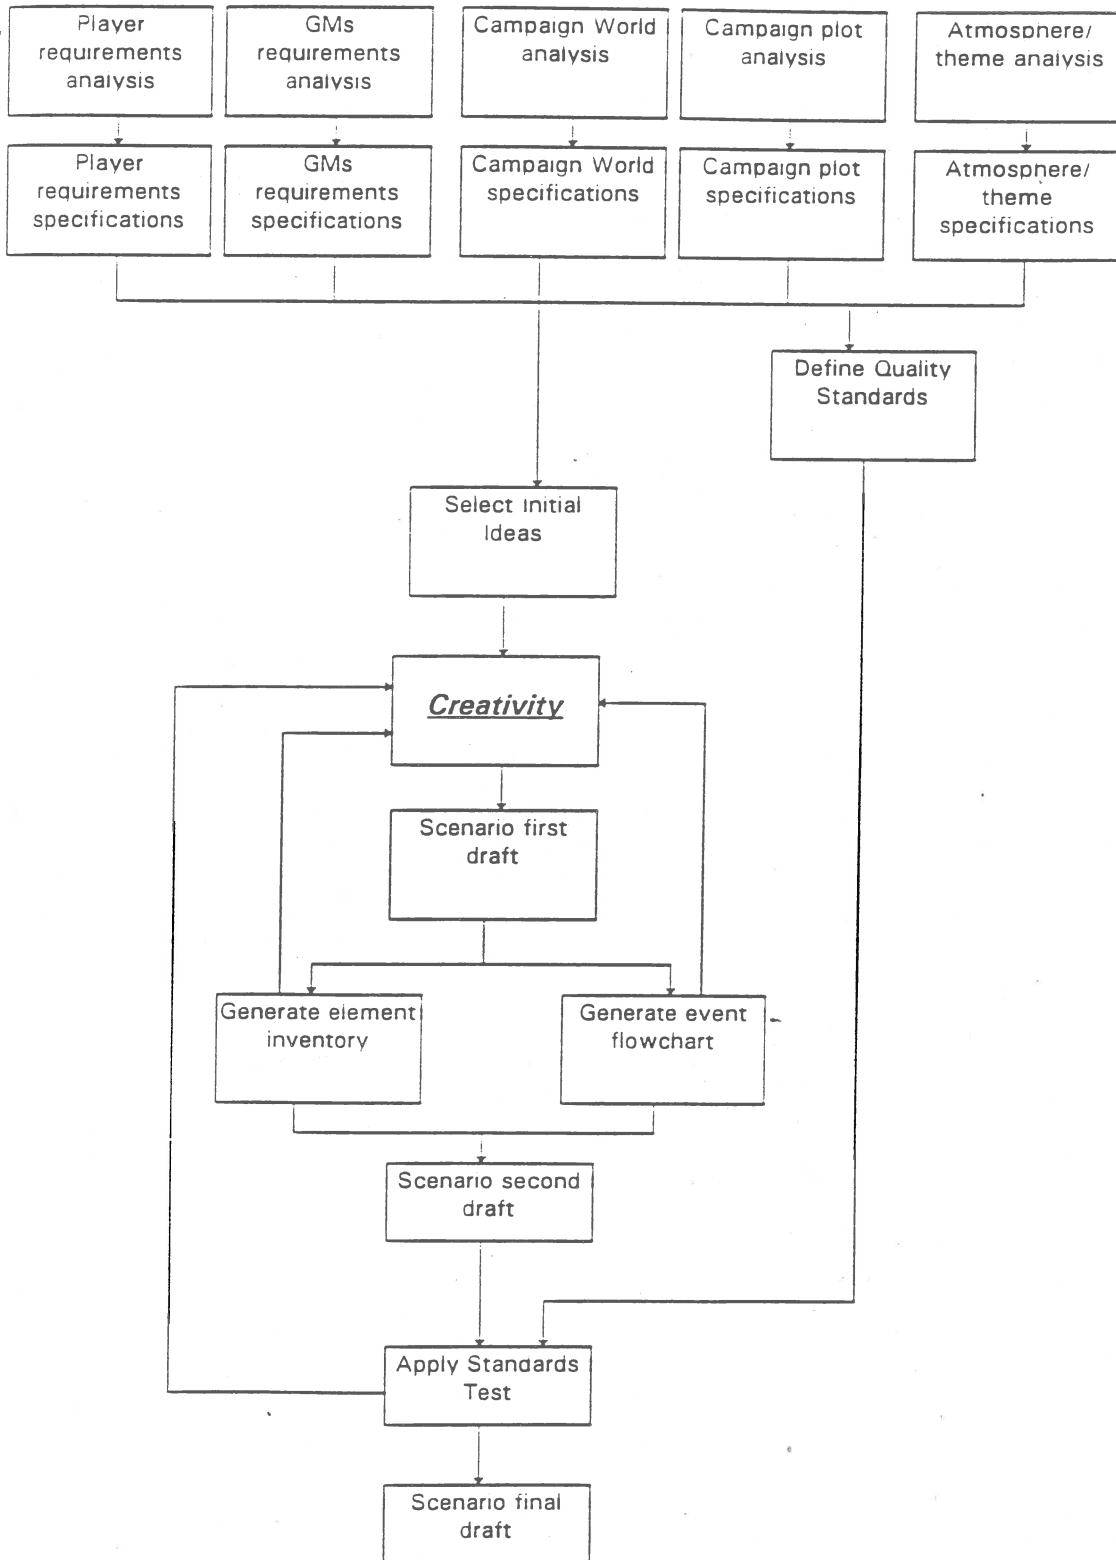 Player
requirements
analysis
GMs
requirements
analysis
Campaign World
analysis
Campaign plot
analysis
Atmosphere/
theme analysis
Player
requirements
specifications
GMs
requirements
specifications
Campaign World
specifications
Campaign plot
specifications
Atmosphere/
theme
specifications
Define Quality
Standards
Select Initial
Ideas
Creativity
Scenario first
draft
Generate element
inventory
Generate event
flowchart
Scenario second
draft
Apply Standards
Test
Scenario final
draft